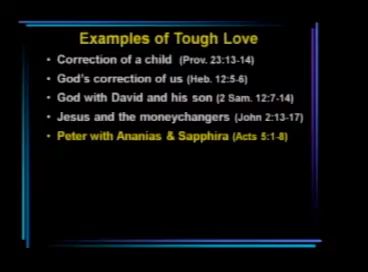 Examples of Tough Love
• Correction of a child (Prov. 23:13-14)
• God's correction of us (Heb. 12:5-6)
• God with David and his son (2 Sam. 12:7-14)
• Jesus and the moneychangers (John 2:13-17)
• Peter with Ananias & Sapphira (Acts 5:1-8)